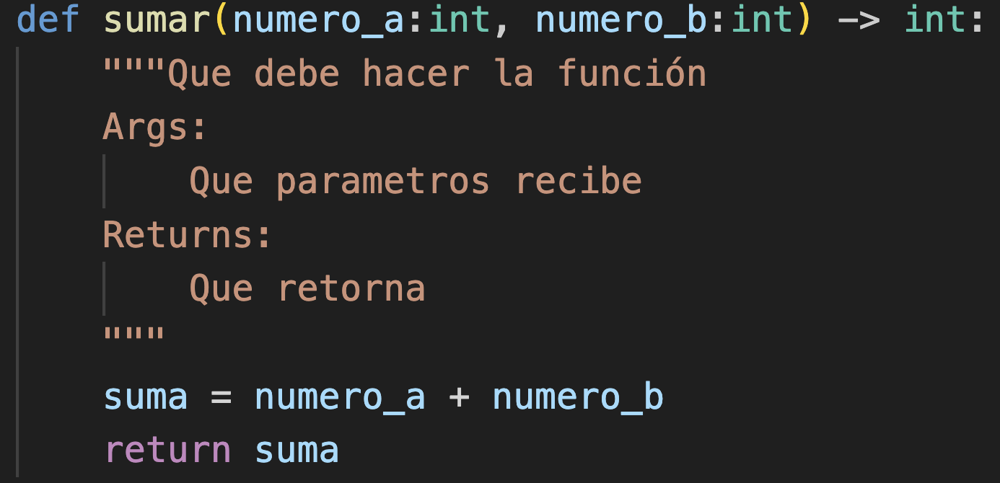 def sumar(numero_a:int, numero_b:int) -> int:
    """Que debe hacer la función
    Args:
        Que parametros recibe
    Returns:
        Que retorna
    """
    suma = numero_a + numero_b
    return suma